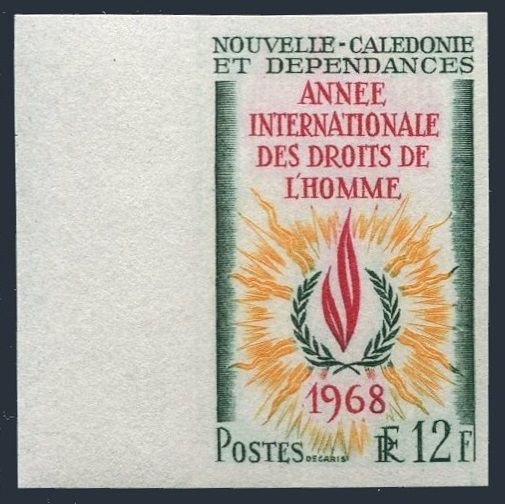 NOUVELLE-CALEDONIE
ET DEPENDANCES
ANNEE
INTERNATIONALE
DES DROITS DE
L'HOMME
1968
POSTES DECARIS RF 12F